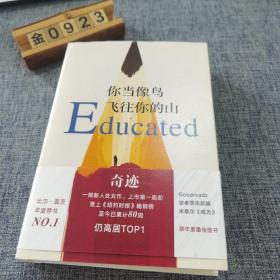 金0923
你当像鸟
飞往你的山
Educated
奇迹
一部新人处女作，上市第一周即
登上《纽约时报》畅销榜
至今已累计80周
仍高居TOP1
比尔·盖茨
年度荐书
NO.1
Goodreads
读者票选超越
米歇尔《成为》
获年度最佳图书